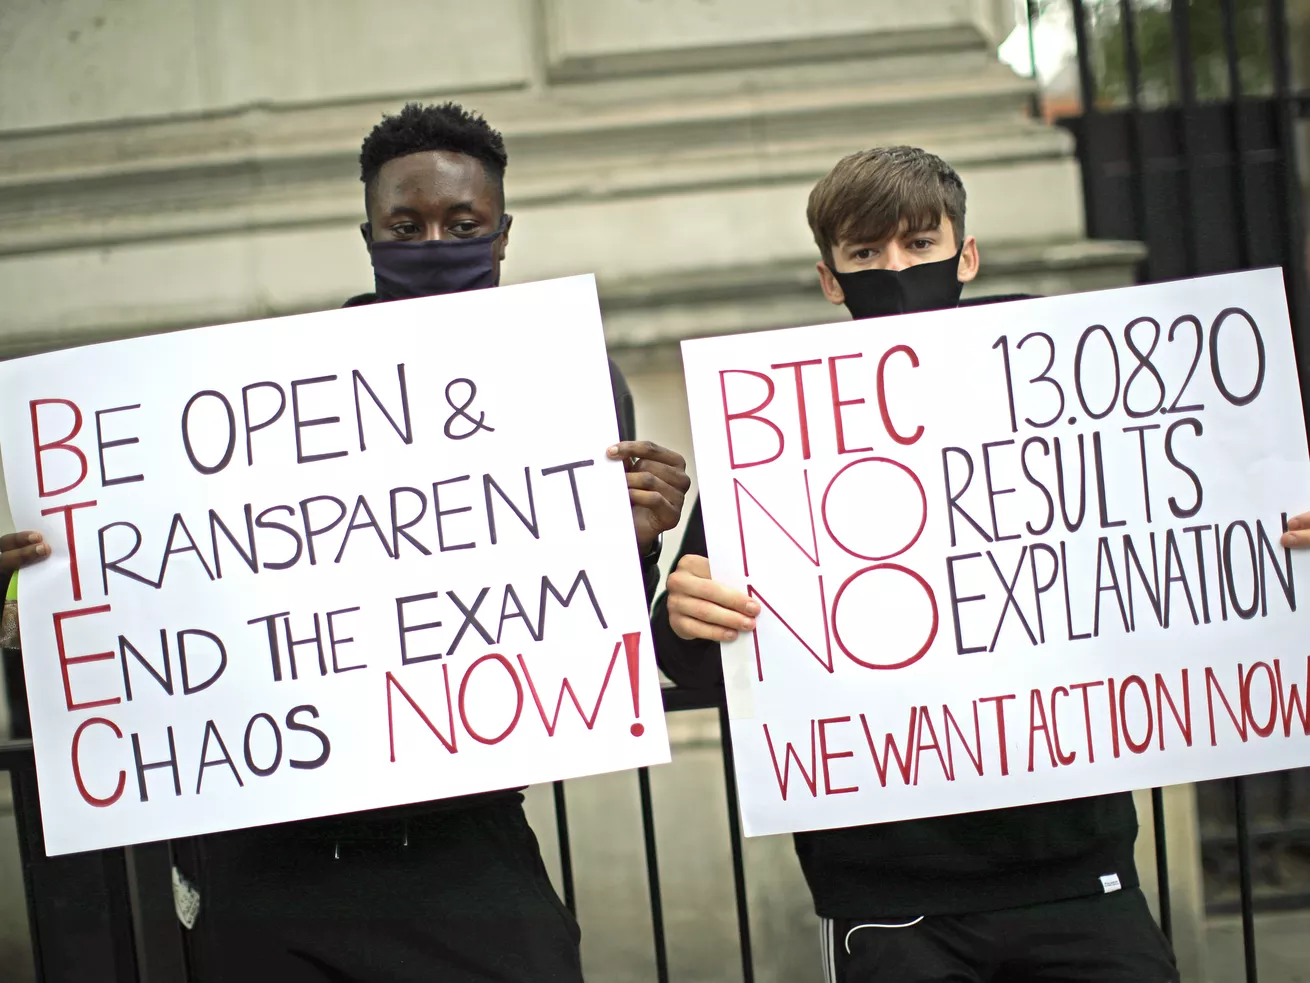 BE OPEN &
TRANSPARENT
END THE EXAM
CHAOS NOW!
BTEC 13.08.20
NO RESULTS
NO EXPLANATION
WE WANT ACTION NOW